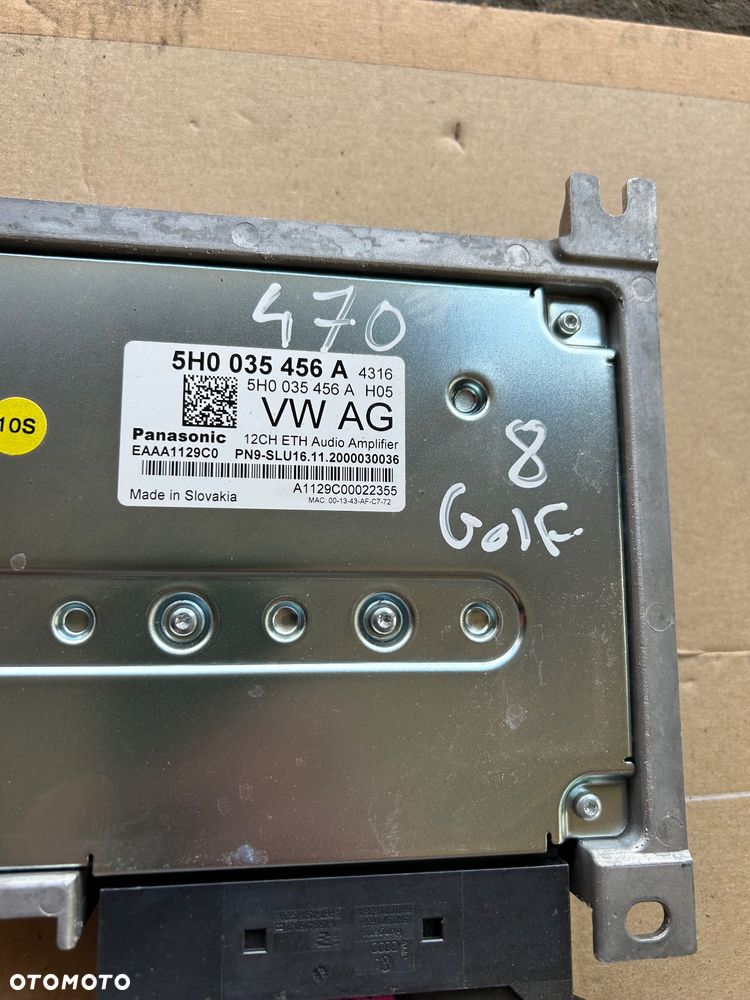 470
5H0 035 456 A 4316
5H0 035 456 A H05
VW AG
Panasonic 12CH ETH Audio Amplifier
EAAA1129C0 PN9-SLU16.11.2000030036
A1129C00022355
Made in Slovakia MAC: 00-13-43-AF-C7-72
10S
8
Golf
OTOMOTO
OTOMOTO